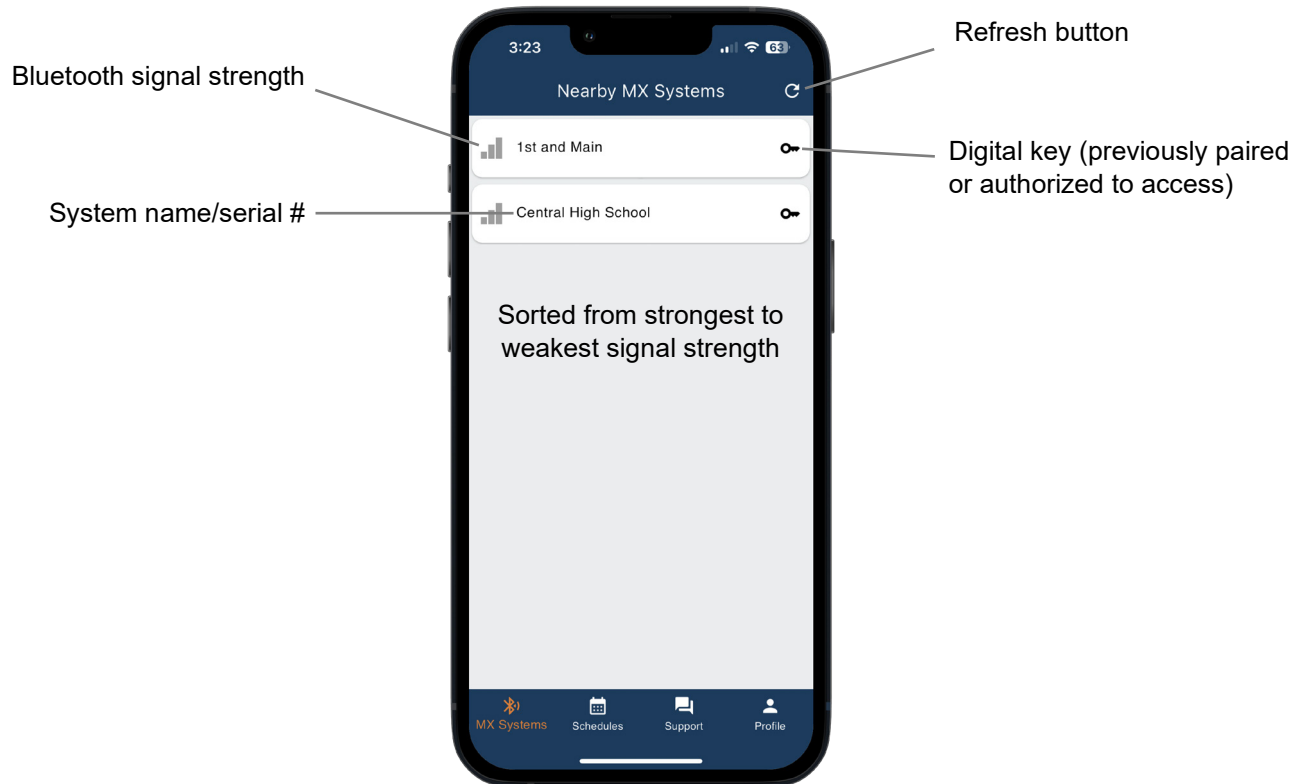 Refresh button
3:23
63
Bluetooth signal strength
Nearby MX Systems
1st and Main
Digital key (previously paired
or authorized to access)
System name/serial #
Central High School
Sorted from strongest to
weakest signal strength
MX Systems
Schedules
Support
Profile